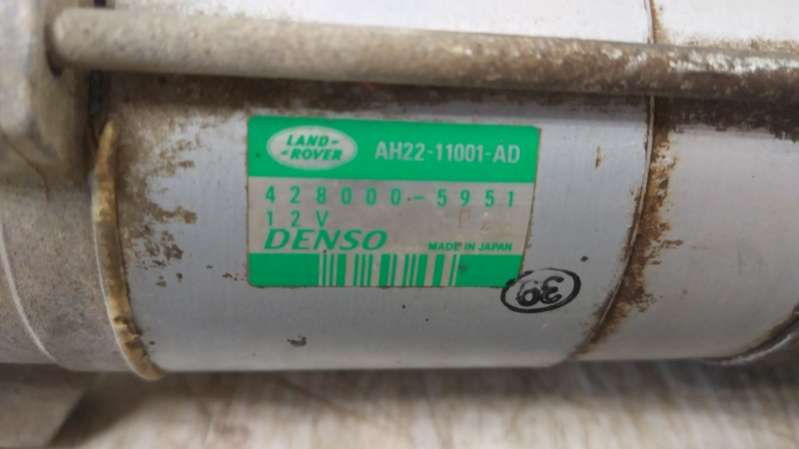 LAND-
-ROVER
AH22-11001-AD
428000-5951
12V
DENSO
MADE IN JAPAN
39